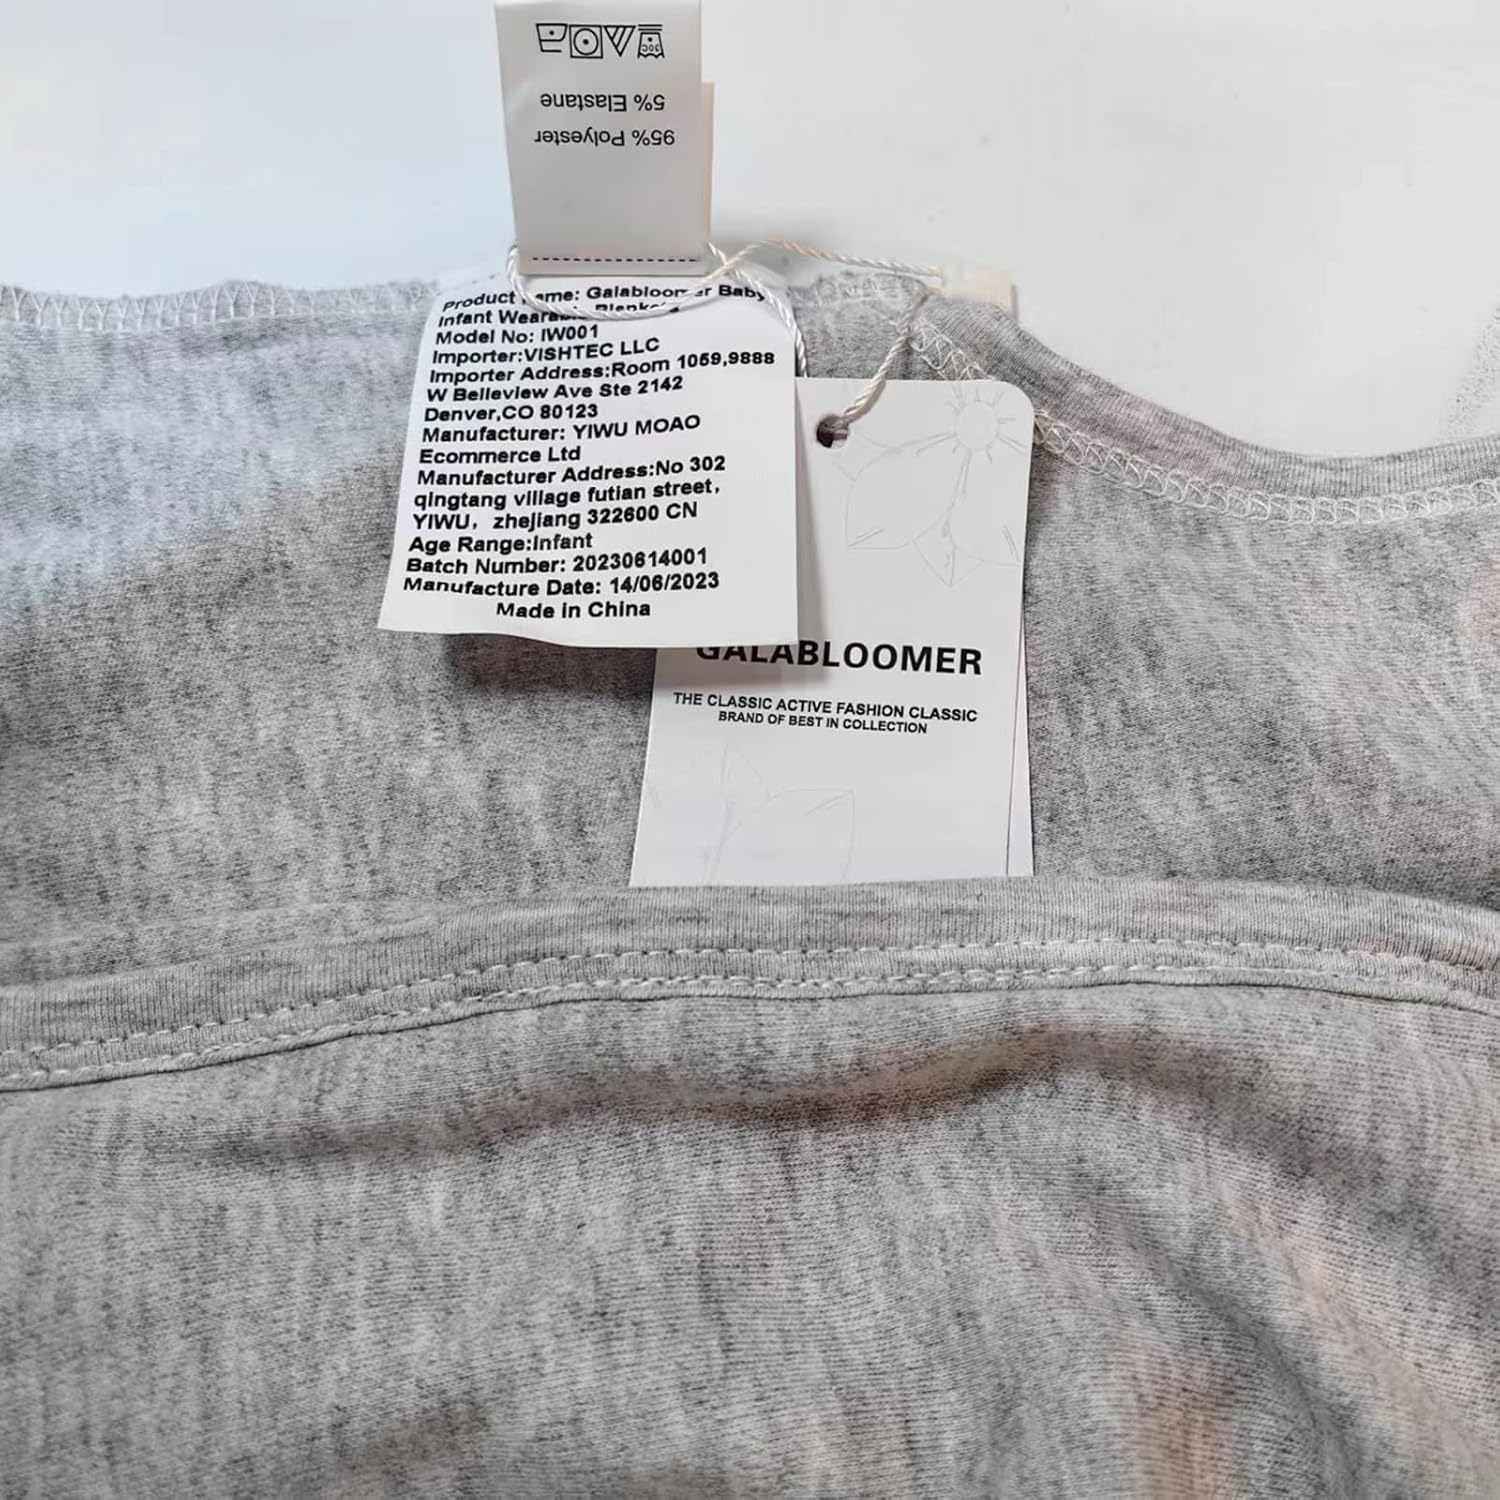 30C
5% Elastane
95% Polyester
Product ame: Galabloomer Baby
Infant Blankets
Model No: IW001
Importer:VISHTEC LLC
Importer Address:Room 1059,9888
W Belleview Ave Ste 2142
Denver,CO 80123
Manufacturer: YIWU MOAO
Ecommerce Ltd
Manufacturer Address:No 302
qingtang village futian street,
YIWU, zhejiang 322600 CN
Age Range:Infant
Batch Number: 20230614001
Manufacture Date: 14/06/2023
Made in China
GALABLOOMER
THE CLASSIC ACTIVE FASHION CLASSIC
BRAND OF BEST IN COLLECTION